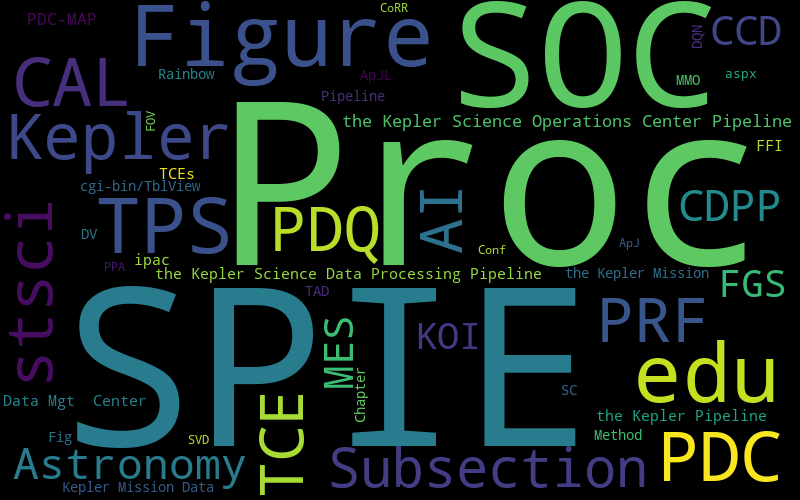 PDC-MAP
Figure
CoRR
SOC
DQN
CCD
CAL
Rainbow
ApJL
Pipeline
MMO
aspx
Kepler
FOV
the Kepler Science Operations Center Pipeline
Proc
FFI
TCEs
cgi-bin/TblView
TPS
PDQ
AI
CDPP
stsci
DV
PPA
ipac
Conf
ApJ
the Kepler Science Data Processing Pipeline
the Kepler Mission
FGS
TAD
SPIE
MES
KOI
PRF
edu
Chapter
SC
Data Mgt Center
TCE
the Kepler Pipeline
Fig
SVD
Method
PDC
Astronomy
Subsection
Kepler Mission Data